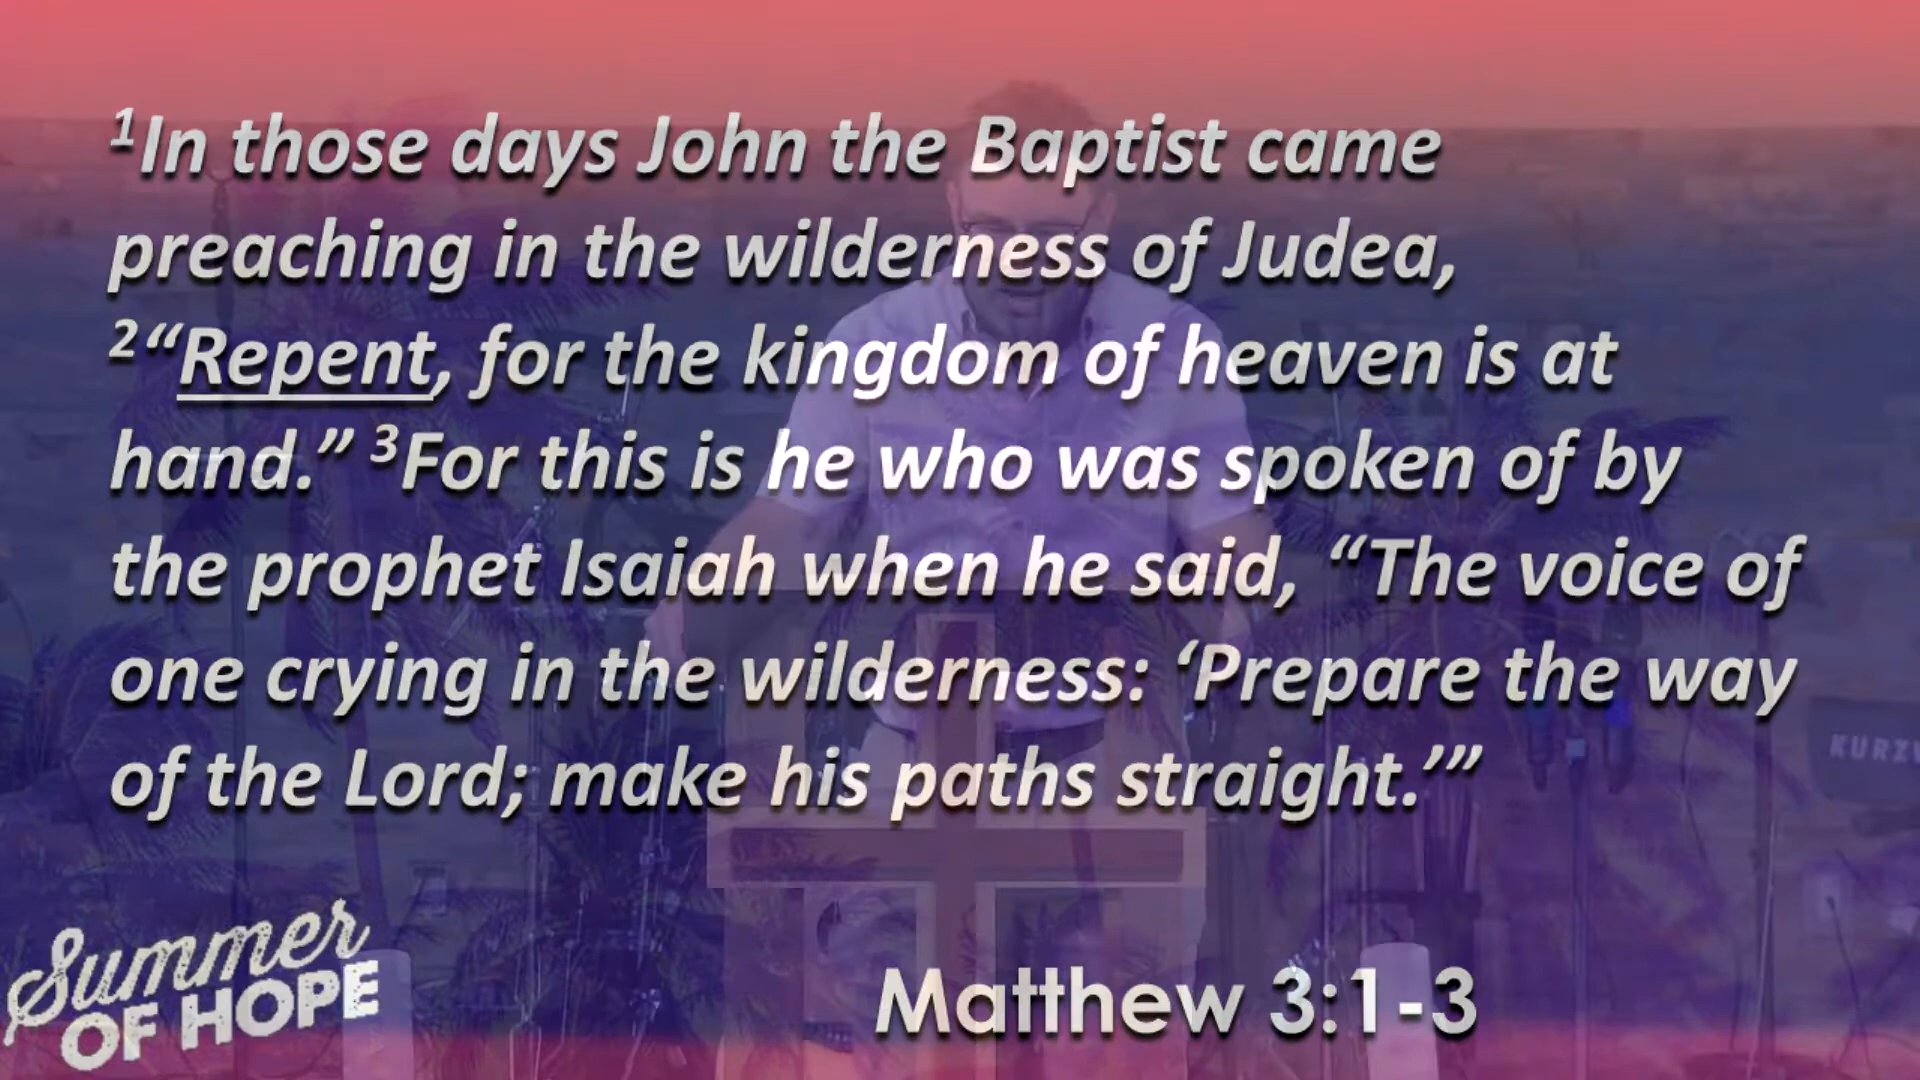 ¹In those days John the Baptist came
preaching in the wilderness of Judea,
²“Repent, for the kingdom of heaven is at
hand.” ³For this is he who was spoken of by
the prophet Isaiah when he said, “The voice of
one crying in the wilderness: ‘Prepare the way
of the Lord; make his paths straight.’”
Summer
OF HOPE
Matthew 3:1-3